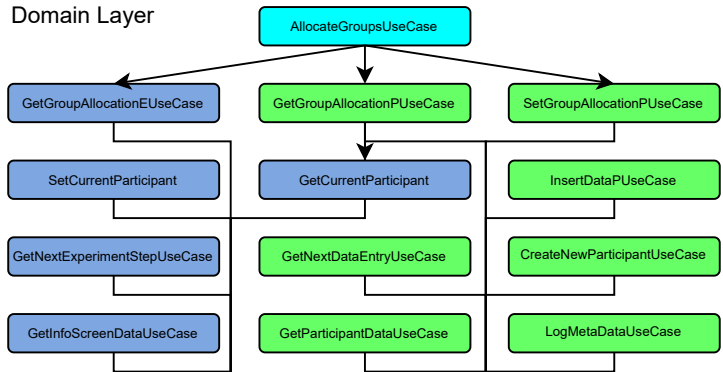 Domain Layer
AllocateGroupsUseCase
GetGroupAllocationEUseCase
GetGroupAllocationPUseCase
SetGroupAllocationPUseCase
SetCurrentParticipant
GetCurrentParticipant
InsertDataPUseCase
GetNextExperimentStepUseCase
GetNextDataEntryUseCase
CreateNewParticipantUseCase
GetInfoScreenDataUseCase
GetParticipantDataUseCase
LogMetaDataUseCase